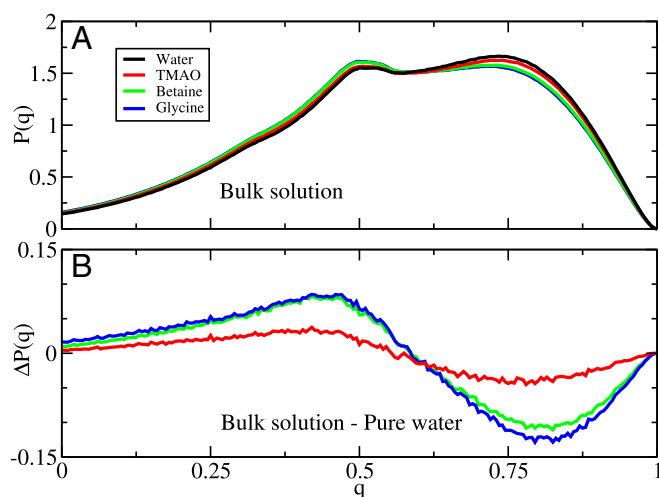 A
2
1.5
1
0.5
0
P(q)
Water
TMAO
Betaine
Glycine
Bulk solution
B
0.15
0
-0.15
ΔP(q)
Bulk solution - Pure water
0 0.25 0.5 0.75 1
q